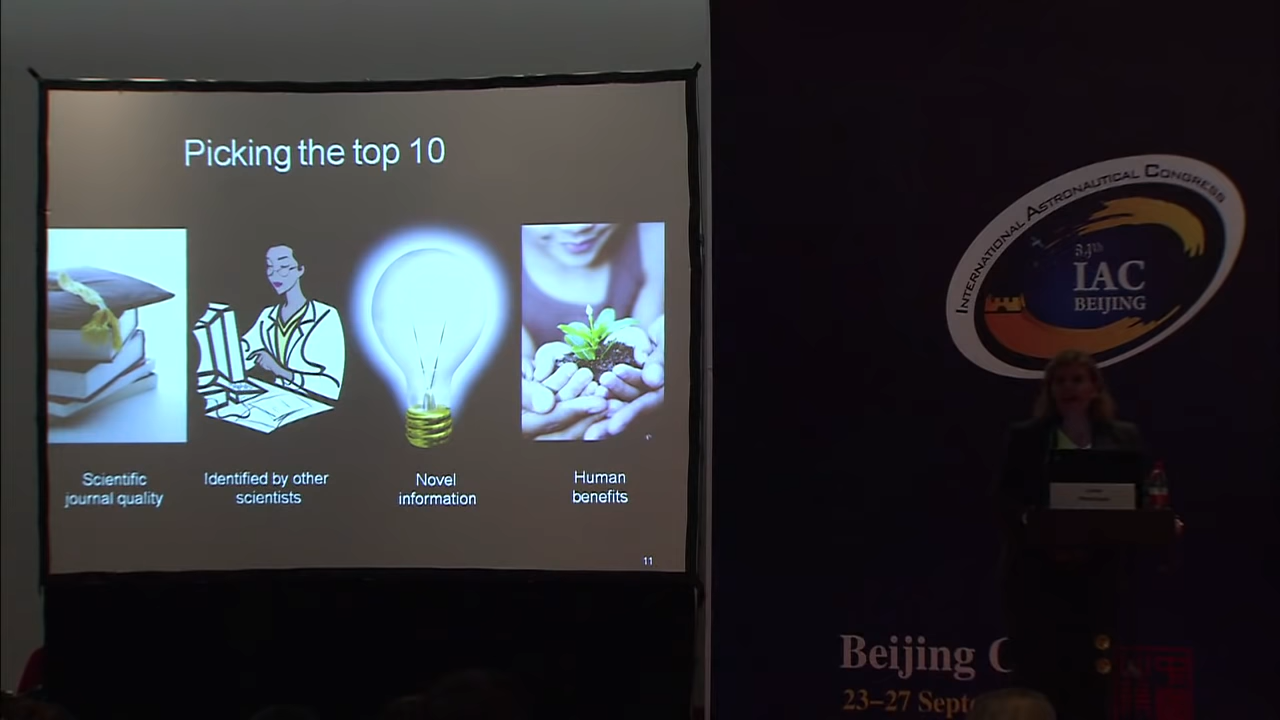 Picking the top 10
Scientific
journal quality
Identified by other
scientists
Novel
information
Human
benefits
11
INTERNATIONAL ASTRONAUTICAL CONGRESS
IAC
BEIJING
Beijing C
23–27 Septe